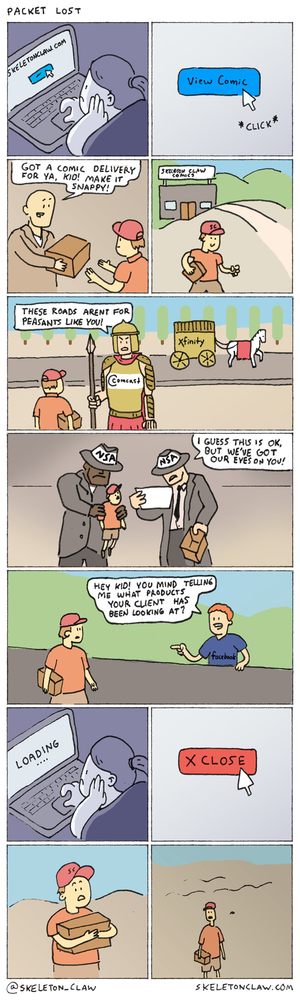 PACKET LOST
SKELETONCLAW.COM
View Comic
*CLICK*
GOT A COMIC DELIVERY
FOR YA, KID! MAKE IT
SNAPPY!
SKELETON CLAW
COMICS
SC
THESE ROADS ARENT FOR
PEASANTS LIKE YOU!
xfinity
Comcast
NSA
NSA
I GUESS THIS IS OK,
BUT WE'VE GOT
OUR EYES ON YOU!
HEY KID! YOU MIND TELLING
ME WHAT PRODUCTS
YOUR CLIENT HAS
BEEN LOOKING AT?
facebook
LOADING
....
X CLOSE
SC
@SKELETON_CLAW
SKELETONCLAW.COM